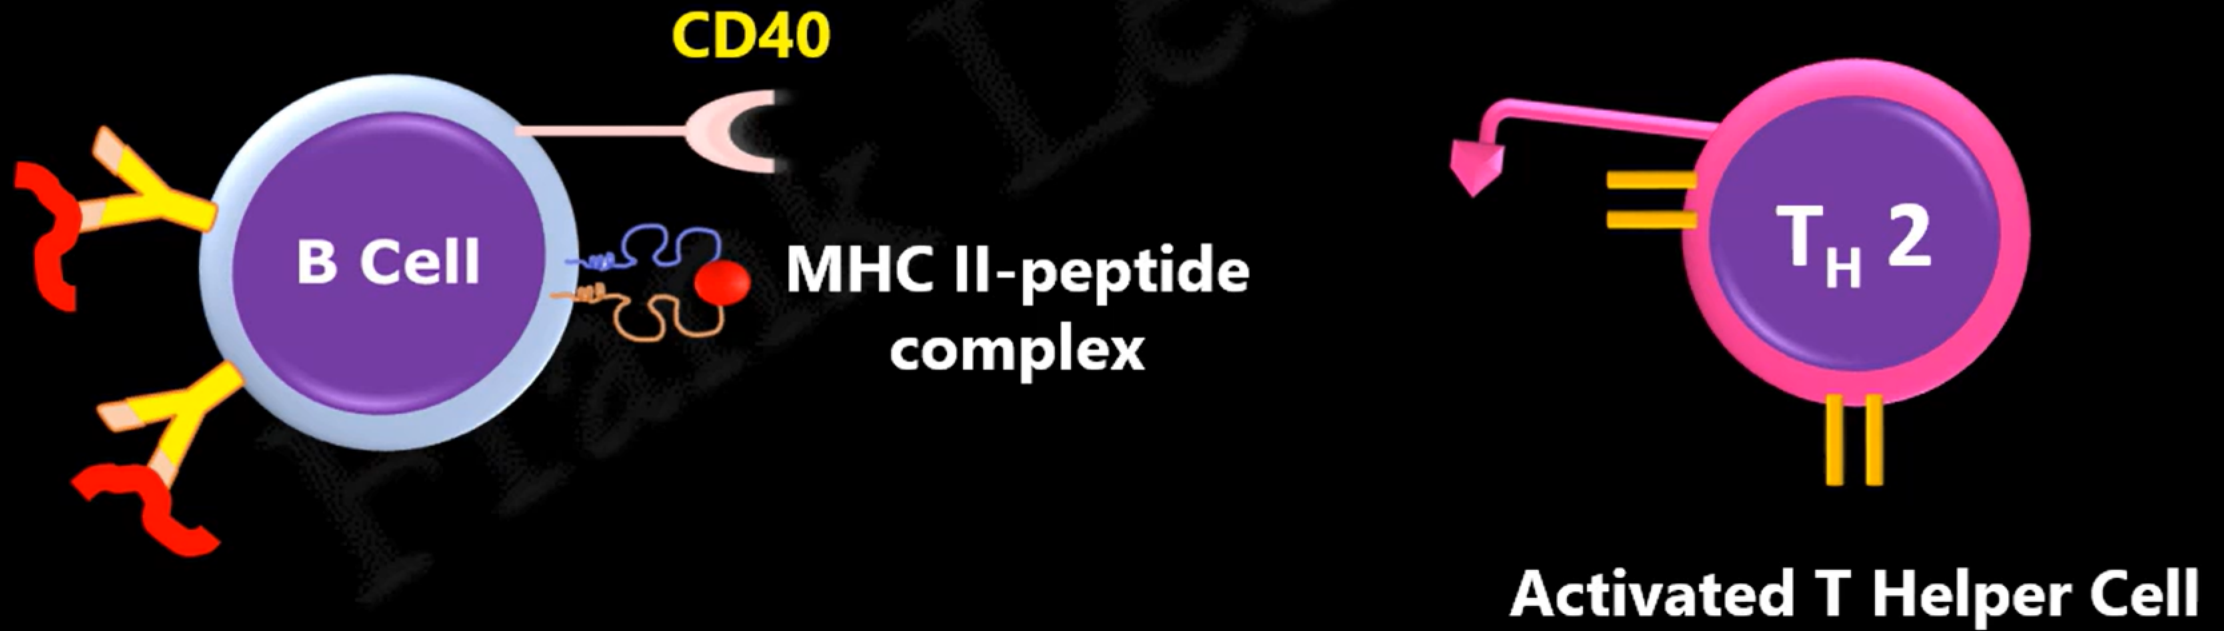 CD40
B Cell
MHC II-peptide
complex
TH 2
Activated T Helper Cell